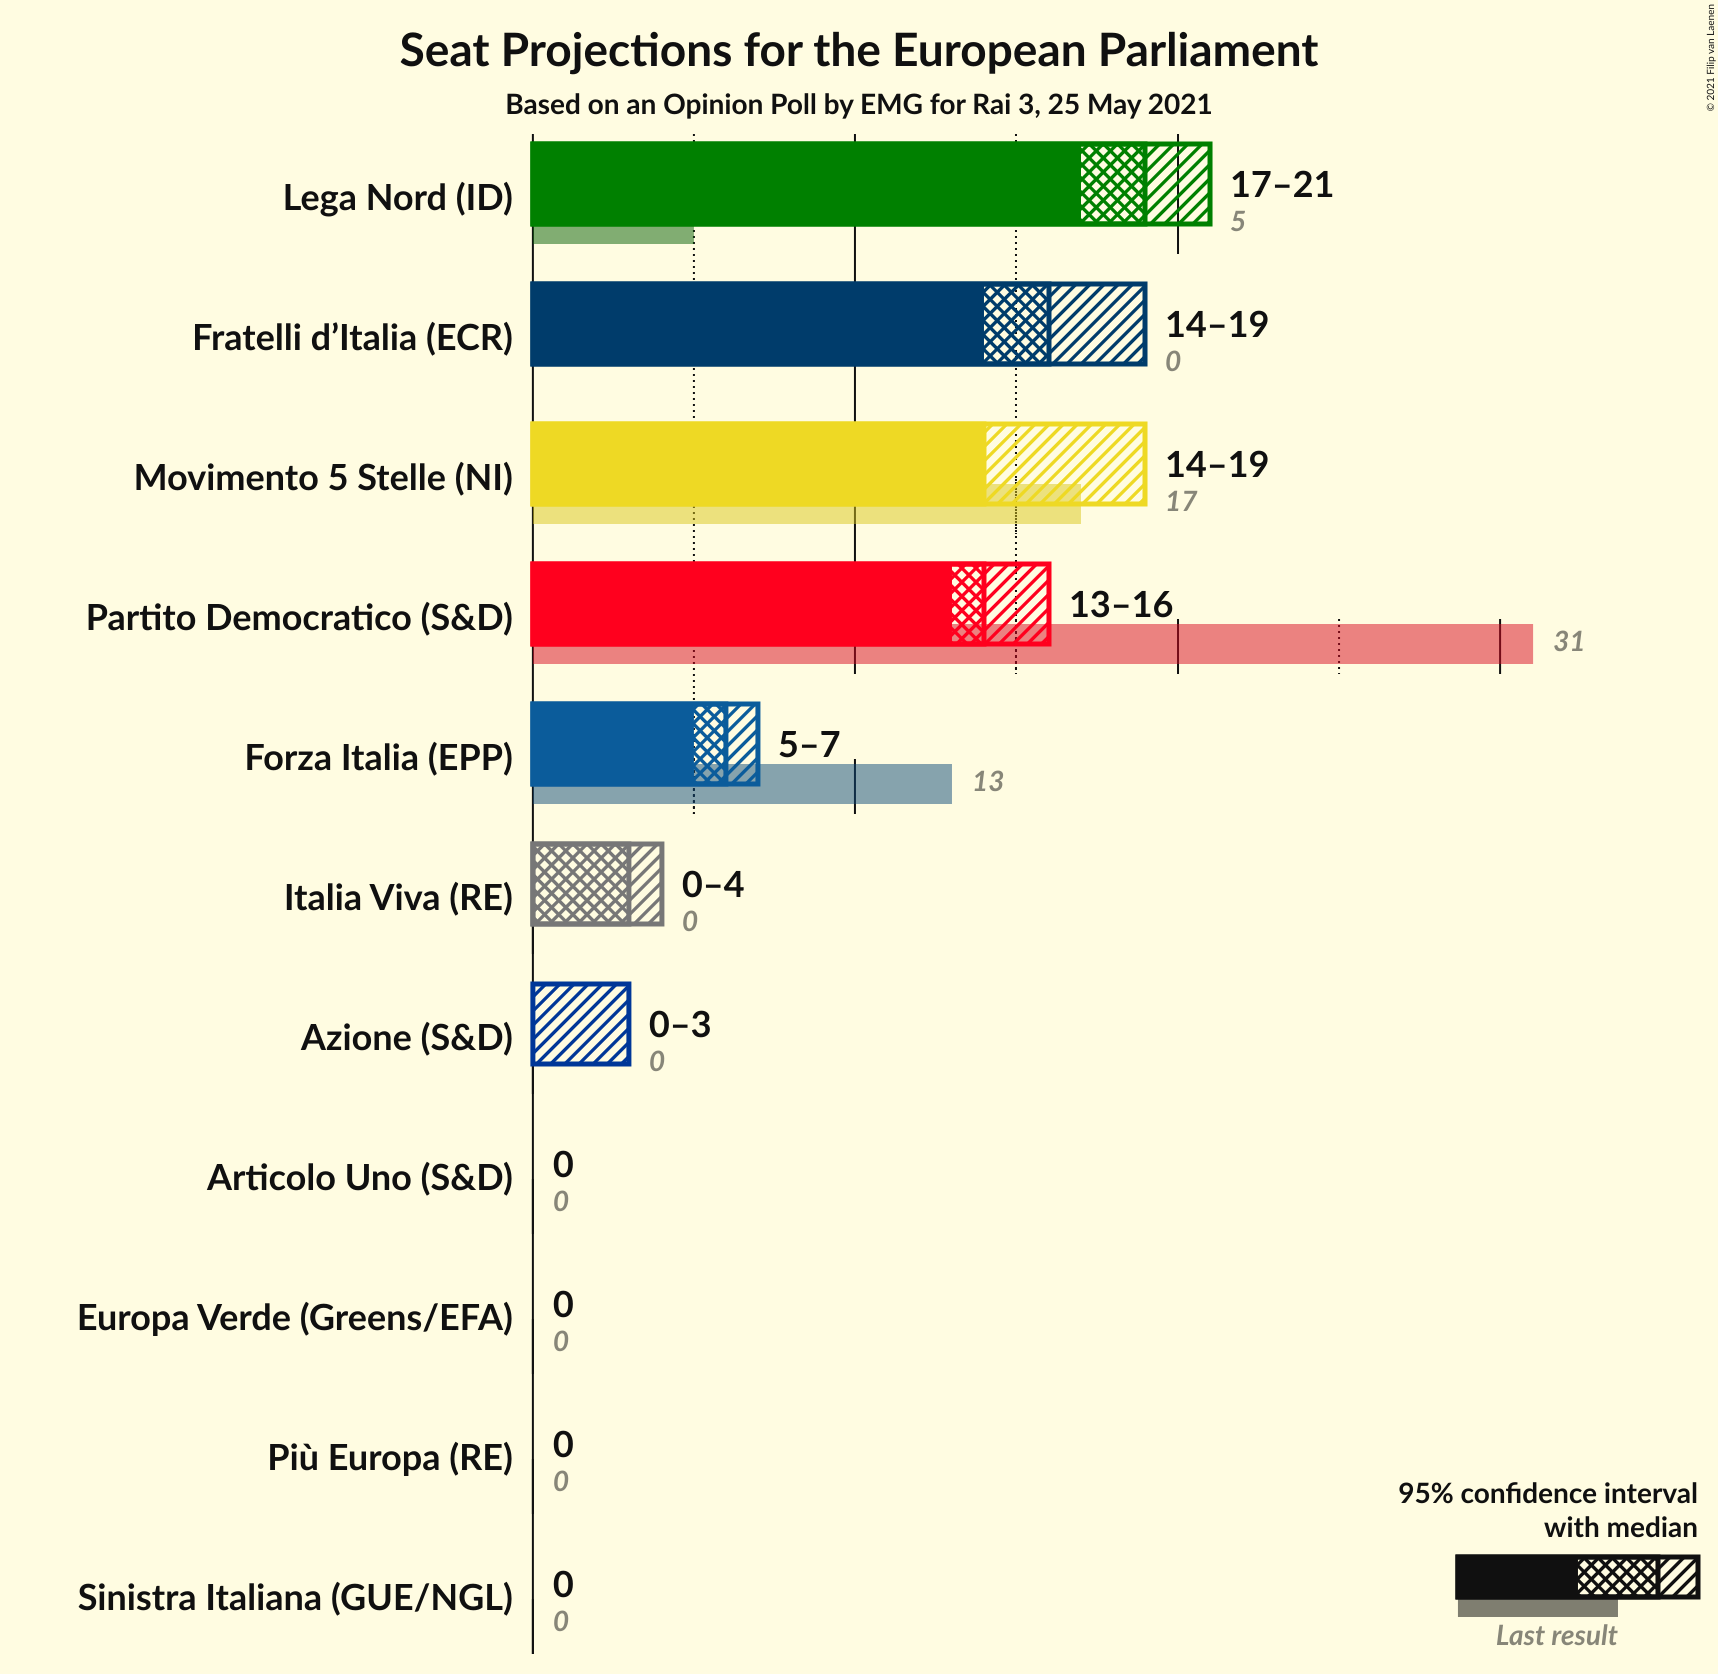 Seat Projections for the European Parliament
Based on an Opinion Poll by EMG for Rai 3, 25 May 2021
© 2021 Filip van Laenen
Lega Nord (ID)
17–21
5
Fratelli d’Italia (ECR)
14–19
0
Movimento 5 Stelle (NI)
14–19
17
Partito Democratico (S&D)
13–16
31
Forza Italia (EPP)
5–7
13
Italia Viva (RE)
0–4
0
Azione (S&D)
0–3
0
Articolo Uno (S&D)
0
0
Europa Verde (Greens/EFA)
0
0
Più Europa (RE)
0
0
Sinistra Italiana (GUE/NGL)
0
0
95% confidence interval
with median
Last result